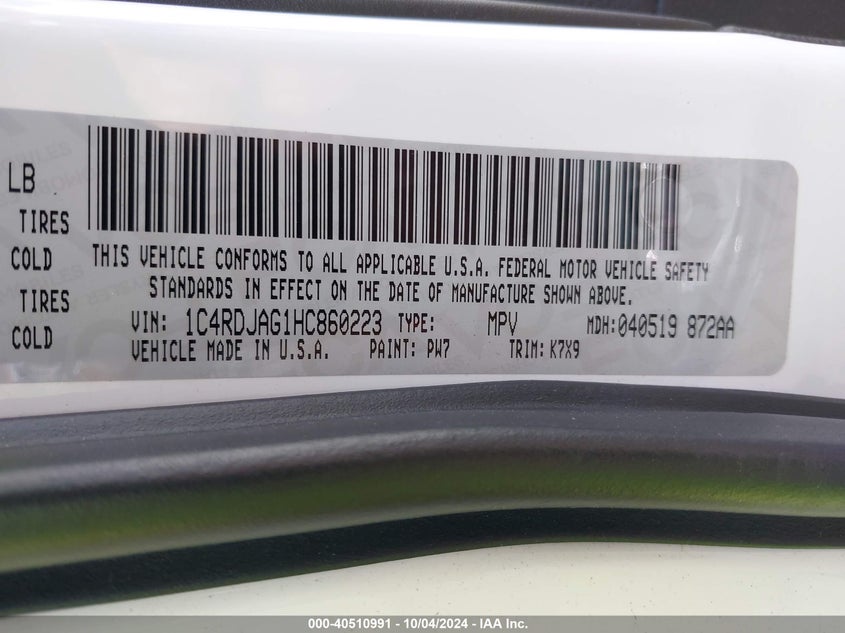 LB
TIRES
COLD
TIRES
COLD
THIS VEHICLE CONFORMS TO ALL APPLICABLE U.S.A. FEDERAL MOTOR VEHICLE SAFETY
STANDARDS IN EFFECT ON THE DATE OF MANUFACTURE SHOWN ABOVE.
VIN: 1C4RDJAG1HC860223 TYPE: MPV MDH:040519 872AA
VEHICLE MADE IN U.S.A. PAINT: PW7 TRIM: K7X9
000-40510991 - 10/04/2024 - IAA Inc.